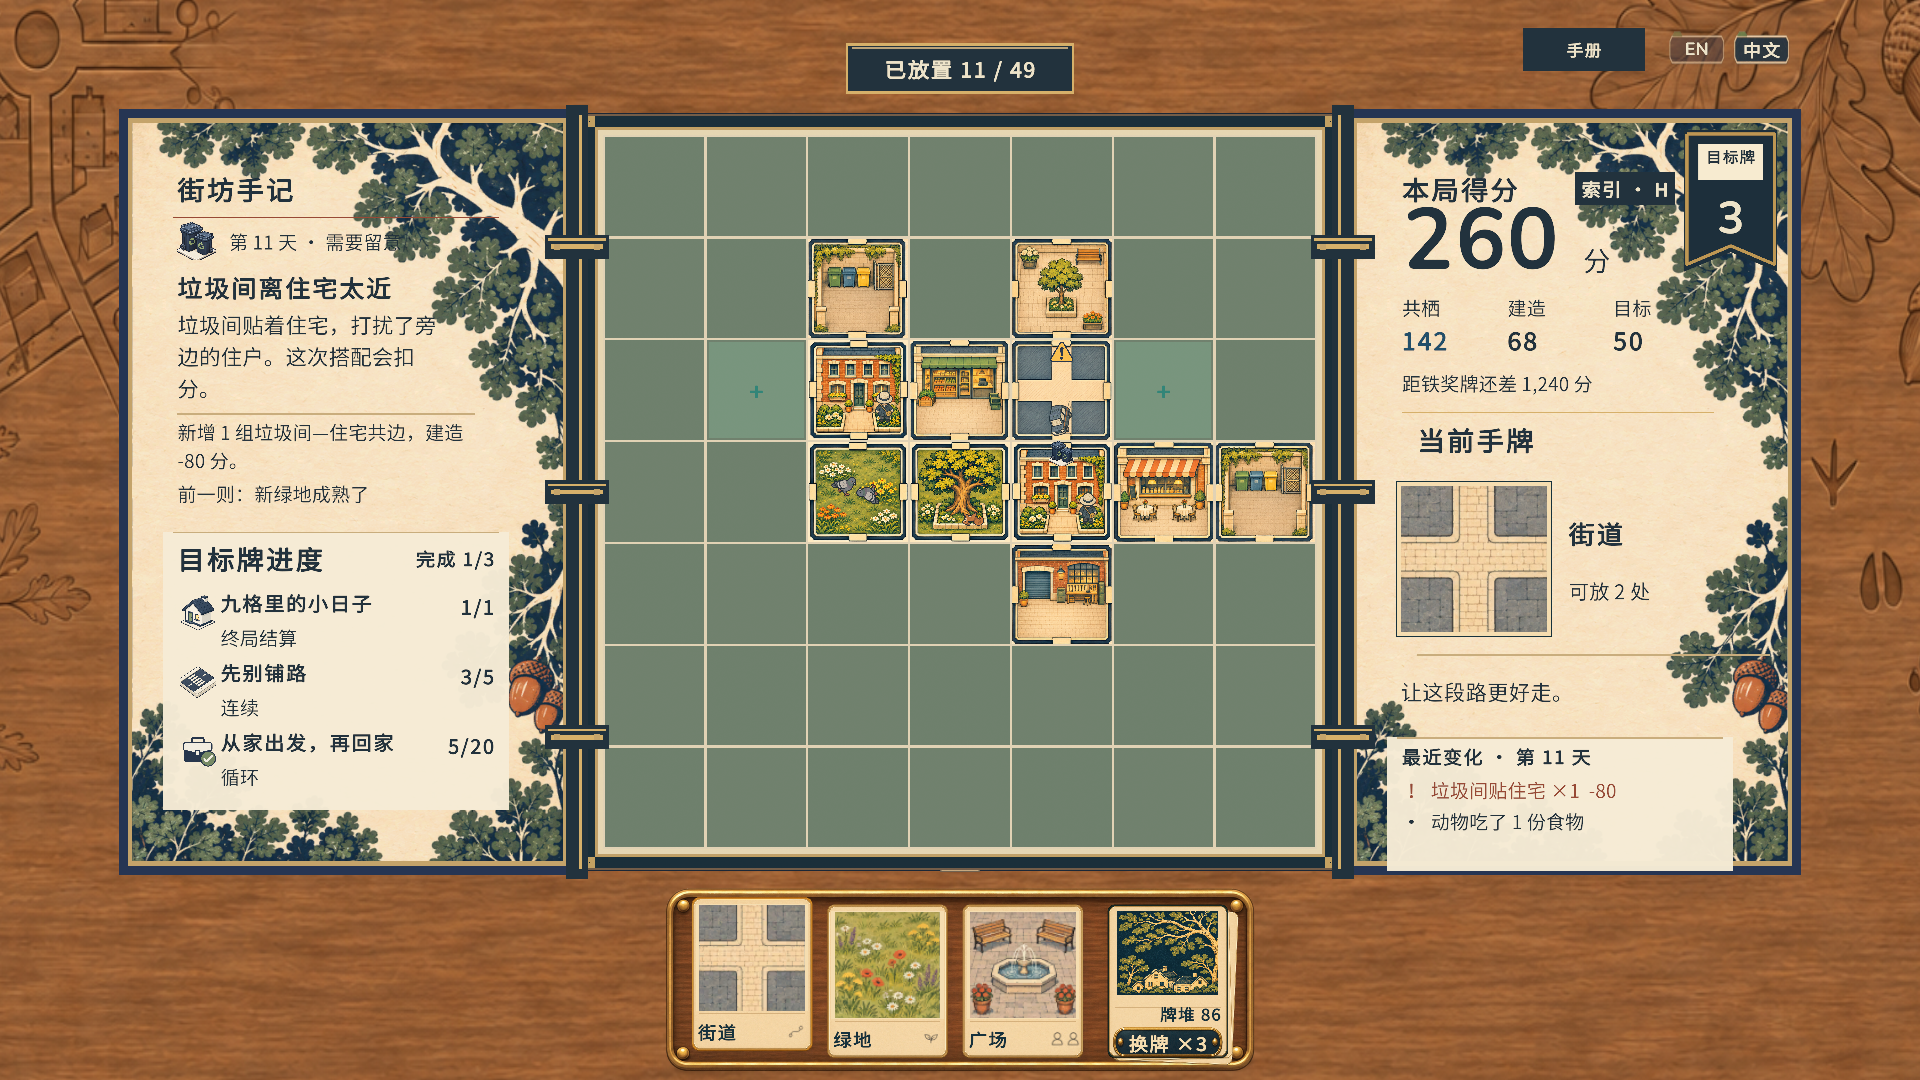 已放置 11 / 49
手册
EN
中文
街坊手记
第 11 天 · 需要留意
垃圾间离住宅太近
垃圾间贴着住宅，打扰了旁
边的住户。这次搭配会扣
分。
新增 1 组垃圾间—住宅共边，建造
-80 分。
前一则：新绿地成熟了
目标牌进度 完成 1/3
九格里的小日子 1/1
终局结算
先别铺路 3/5
连续
从家出发，再回家 5/20
循环
+
+
本局得分
索引 · H
目标牌
3
260 分
共栖 建造 目标
142 68 50
距铁奖牌还差 1,240 分
当前手牌
街道
可放 2 处
让这段路更好走。
最近变化 · 第 11 天
! 垃圾间贴住宅 ×1 -80
· 动物吃了 1 份食物
街道
绿地
广场
牌堆 86
换牌 ×3